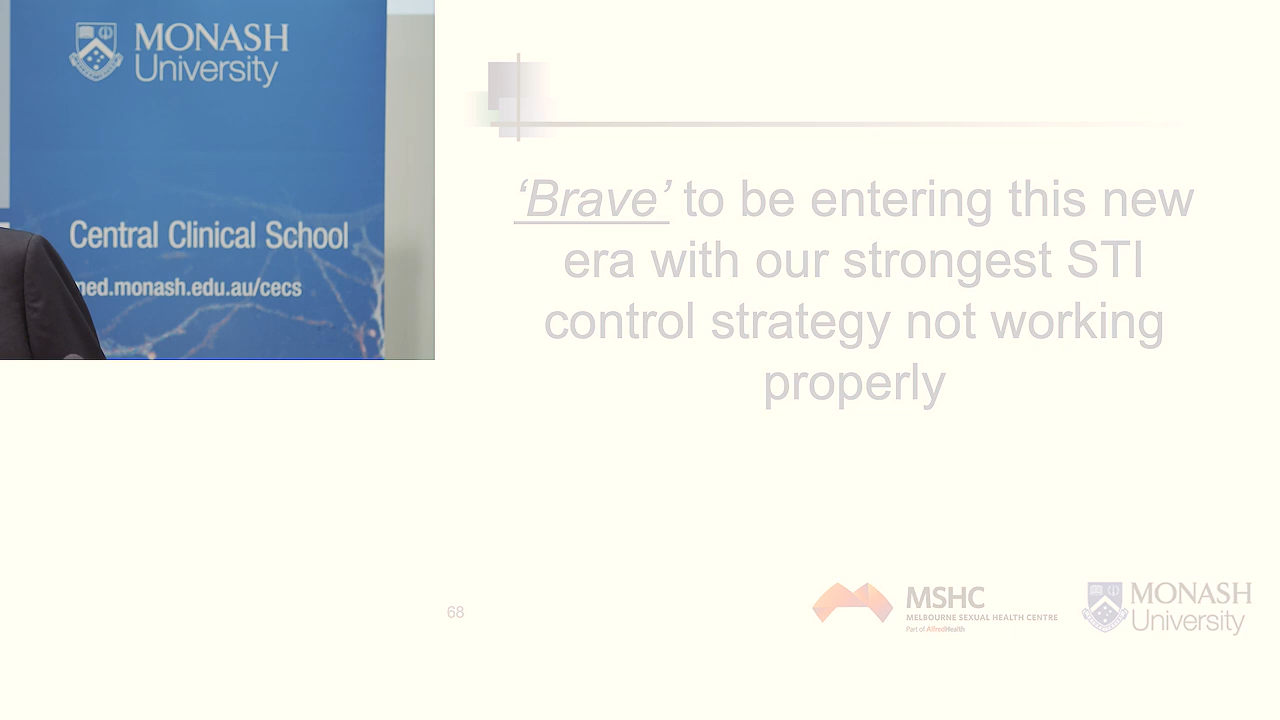 MONASH
University
Central Clinical School
med.monash.edu.au/cecs
‘Brave’ to be entering this new
era with our strongest STI
control strategy not working
properly
68
MSHC
MELBOURNE SEXUAL HEALTH CENTRE
Part of AlfredHealth
MONASH
University